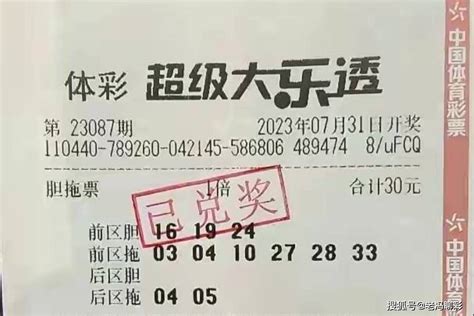 体彩 超级大乐透
第 23087期 2023年07月31日开奖
110440-789260-042145-586806 489474 8/uFCQ
胆拖票 1倍 合计30元
已兑奖
前区胆 16 19 24
前区拖 03 04 10 27 28 33
后区胆
后区拖 04 05
中国体育彩票
中国体育
搜狐号@老冯聊彩